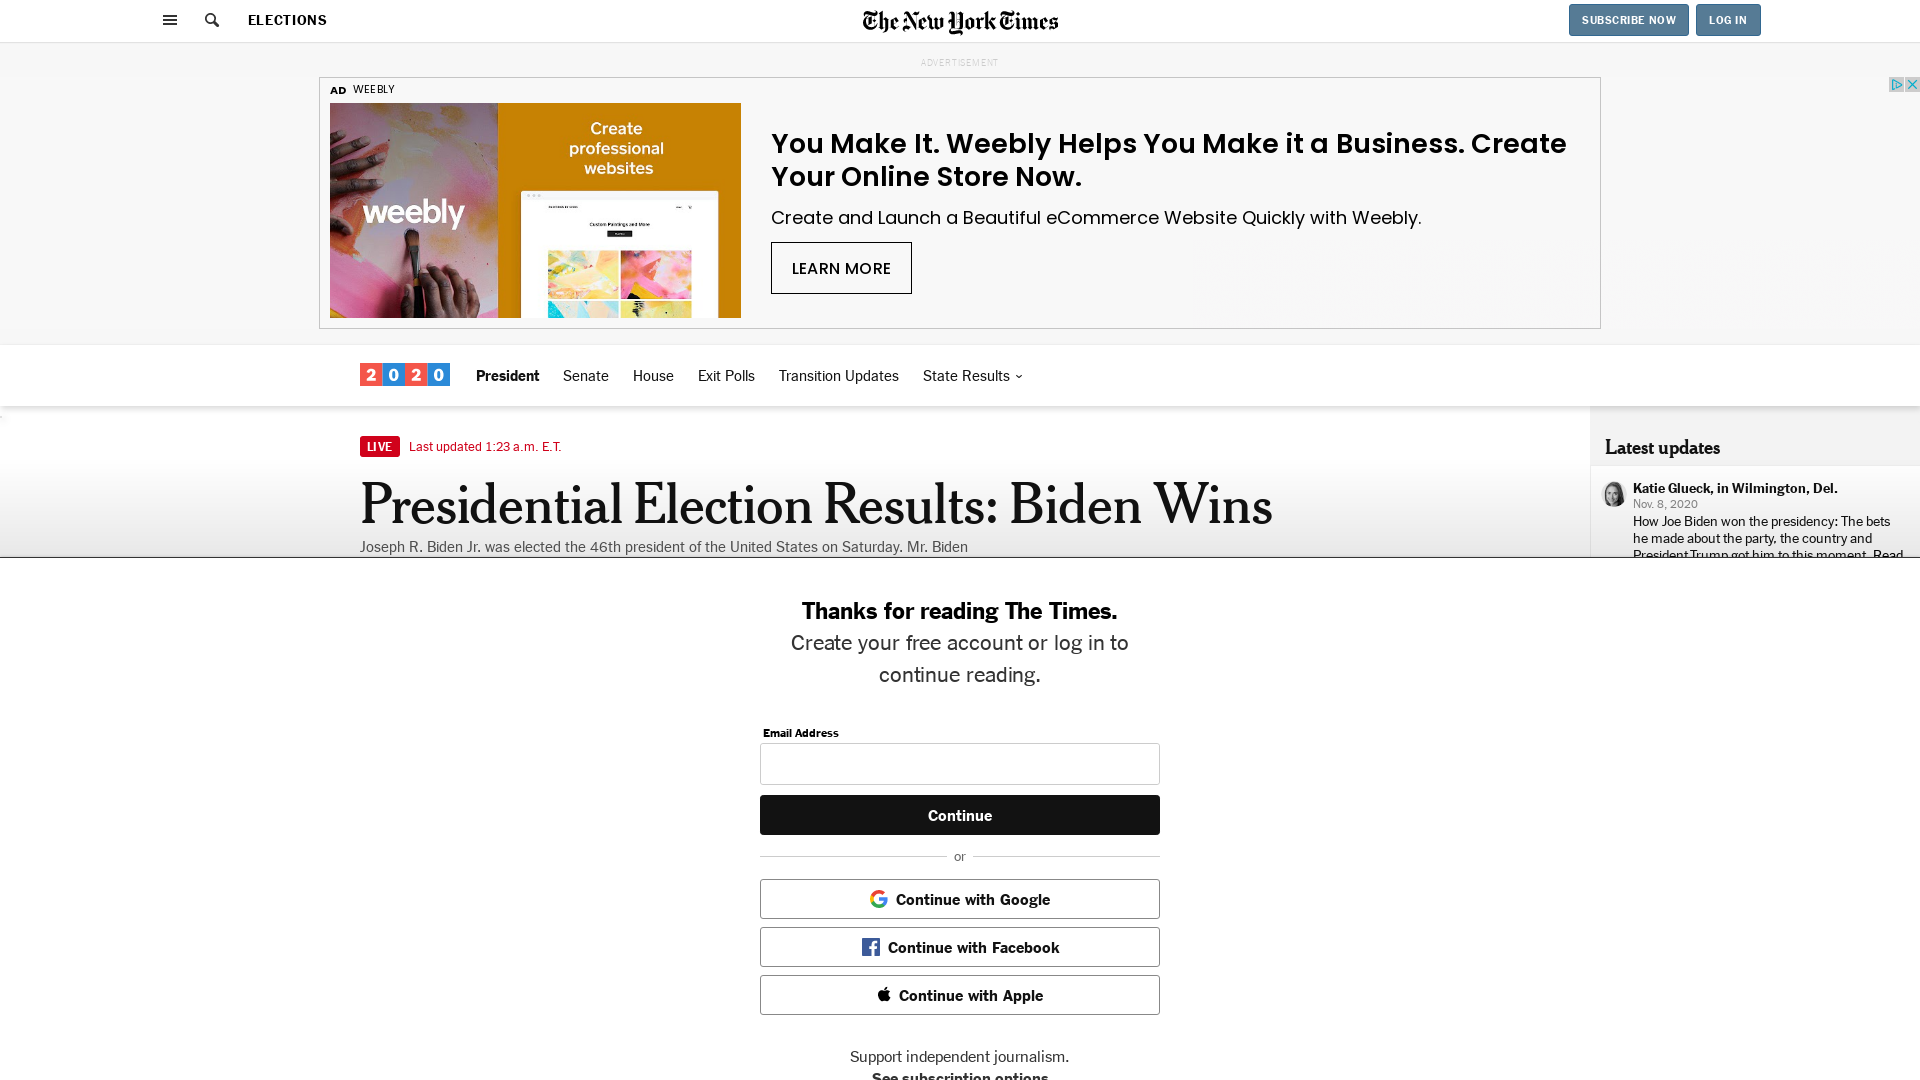 ELECTIONS
The New York Times
SUBSCRIBE NOW
LOG IN
ADVERTISEMENT
AD WEEBLY
Create
professional
websites
weebly
Custom Paintings and More
You Make It. Weebly Helps You Make it a Business. Create
Your Online Store Now.
Create and Launch a Beautiful eCommerce Website Quickly with Weebly.
LEARN MORE
2020
President
Senate
House
Exit Polls
Transition Updates
State Results
LIVE
Last updated 1:23 a.m. E.T.
Presidential Election Results: Biden Wins
Joseph R. Biden Jr. was elected the 46th president of the United States on Saturday. Mr. Biden
Latest updates
Katie Glueck, in Wilmington, Del.
Nov. 8, 2020
How Joe Biden won the presidency: The bets
he made about the party, the country and
President Trump got him to this moment. Read
Thanks for reading The Times.
Create your free account or log in to
continue reading.
Email Address
Continue
or
Continue with Google
Continue with Facebook
Continue with Apple
Support independent journalism.
See subscription options